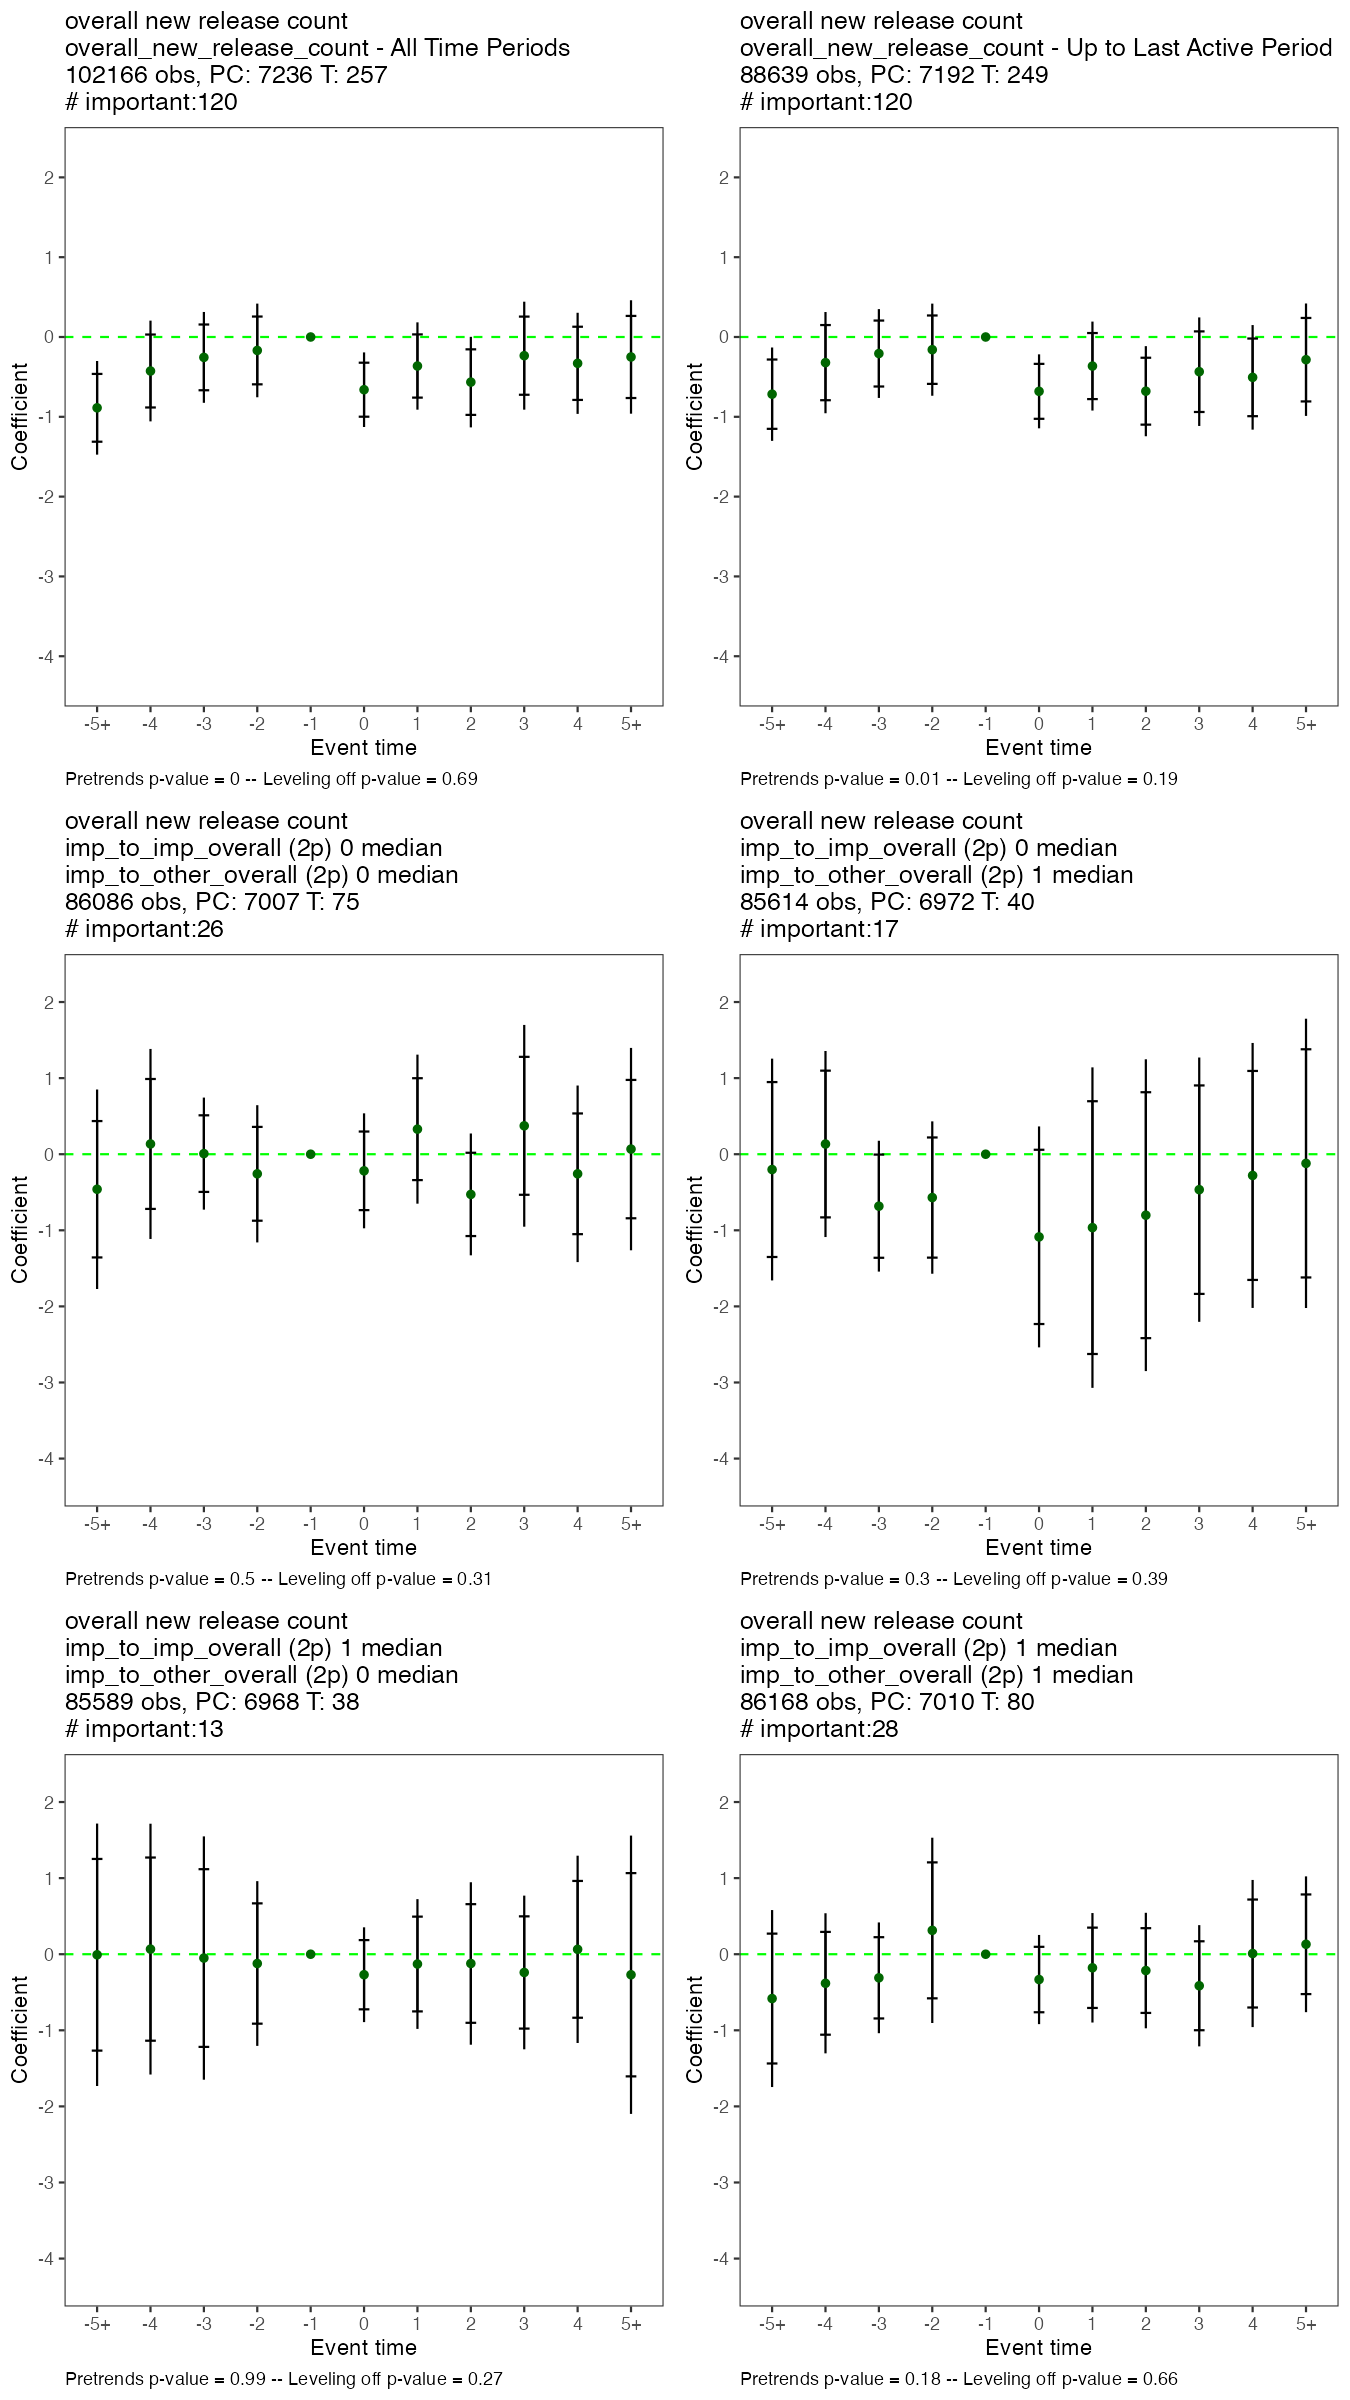 overall new release count
overall_new_release_count - All Time Periods
102166 obs, PC: 7236 T: 257
# important:120
2
1
0
-1
-2
-3
-4
Coefficient
-5+ -4 -3 -2 -1 0 1 2 3 4 5+
Event time
Pretrends p-value = 0 -- Leveling off p-value = 0.69
overall new release count
overall_new_release_count - Up to Last Active Period
88639 obs, PC: 7192 T: 249
# important:120
2
1
0
-1
-2
-3
-4
Coefficient
-5+ -4 -3 -2 -1 0 1 2 3 4 5+
Event time
Pretrends p-value = 0.01 -- Leveling off p-value = 0.19
overall new release count
imp_to_imp_overall (2p) 0 median
imp_to_other_overall (2p) 0 median
86086 obs, PC: 7007 T: 75
# important:26
2
1
0
-1
-2
-3
-4
Coefficient
-5+ -4 -3 -2 -1 0 1 2 3 4 5+
Event time
Pretrends p-value = 0.5 -- Leveling off p-value = 0.31
overall new release count
imp_to_imp_overall (2p) 0 median
imp_to_other_overall (2p) 1 median
85614 obs, PC: 6972 T: 40
# important:17
2
1
0
-1
-2
-3
-4
Coefficient
-5+ -4 -3 -2 -1 0 1 2 3 4 5+
Event time
Pretrends p-value = 0.3 -- Leveling off p-value = 0.39
overall new release count
imp_to_imp_overall (2p) 1 median
imp_to_other_overall (2p) 0 median
85589 obs, PC: 6968 T: 38
# important:13
2
1
0
-1
-2
-3
-4
Coefficient
-5+ -4 -3 -2 -1 0 1 2 3 4 5+
Event time
Pretrends p-value = 0.99 -- Leveling off p-value = 0.27
overall new release count
imp_to_imp_overall (2p) 1 median
imp_to_other_overall (2p) 1 median
86168 obs, PC: 7010 T: 80
# important:28
2
1
0
-1
-2
-3
-4
Coefficient
-5+ -4 -3 -2 -1 0 1 2 3 4 5+
Event time
Pretrends p-value = 0.18 -- Leveling off p-value = 0.66